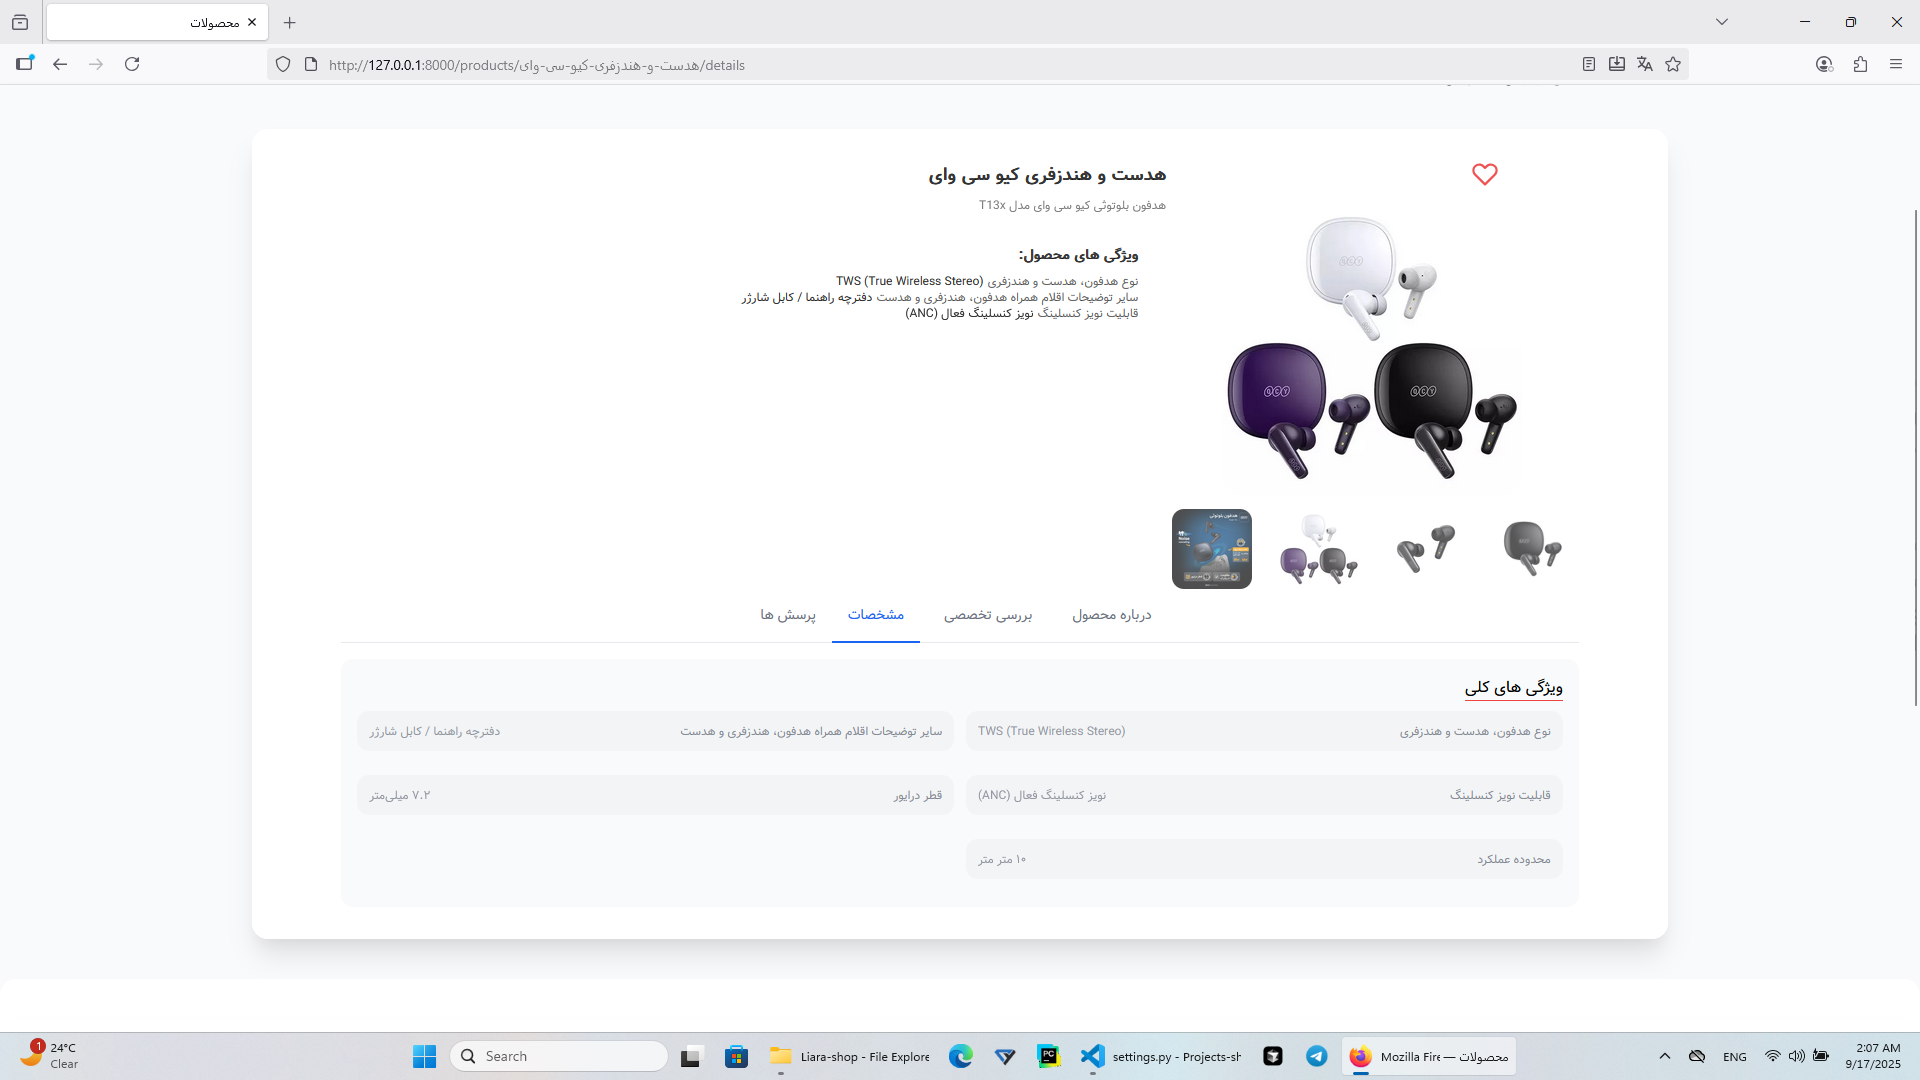 محصولات
http://127.0.0.1:8000/products/هدست-و-هندزفری-کیو-سی-وای/details
هدست و هندزفری کیو سی وای
هدفون بلوتوثی کیو سی وای مدل T13x
ویژگی های محصول:
نوع هدفون، هدست و هندزفری TWS (True Wireless Stereo)
سایر توضیحات اقلام همراه هدفون، هندزفری و هدست دفترچه راهنما / کابل شارژر
قابلیت نویز کنسلینگ نویز کنسلینگ فعال (ANC)
QCY
QCY
QCY
درباره محصول
بررسی تخصصی
مشخصات
پرسش ها
ویژگی های کلی
نوع هدفون، هدست و هندزفری
TWS (True Wireless Stereo)
سایر توضیحات اقلام همراه هدفون، هندزفری و هدست
دفترچه راهنما / کابل شارژر
قابلیت نویز کنسلینگ
نویز کنسلینگ فعال (ANC)
قطر درایور
۷.۲ میلی‌متر
محدوده عملکرد
۱۰ متر متر
1
24°C
Clear
Search
Liara-shop - File Explore
PC
settings.py - Projects-sh
محصولات — Mozilla Fire
ENG
2:07 AM
9/17/2025